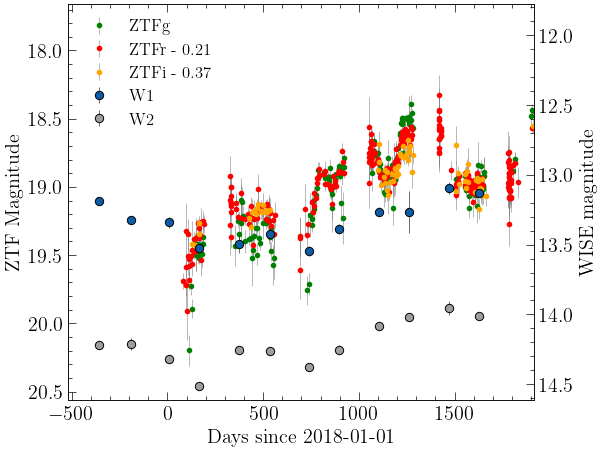 ZTFg
ZTFr - 0.21
ZTFi - 0.37
W1
W2
18.0
18.5
19.0
19.5
20.0
20.5
ZTF Magnitude
12.0
12.5
13.0
13.5
14.0
14.5
WISE magnitude
−500
0
500
1000
1500
Days since 2018-01-01